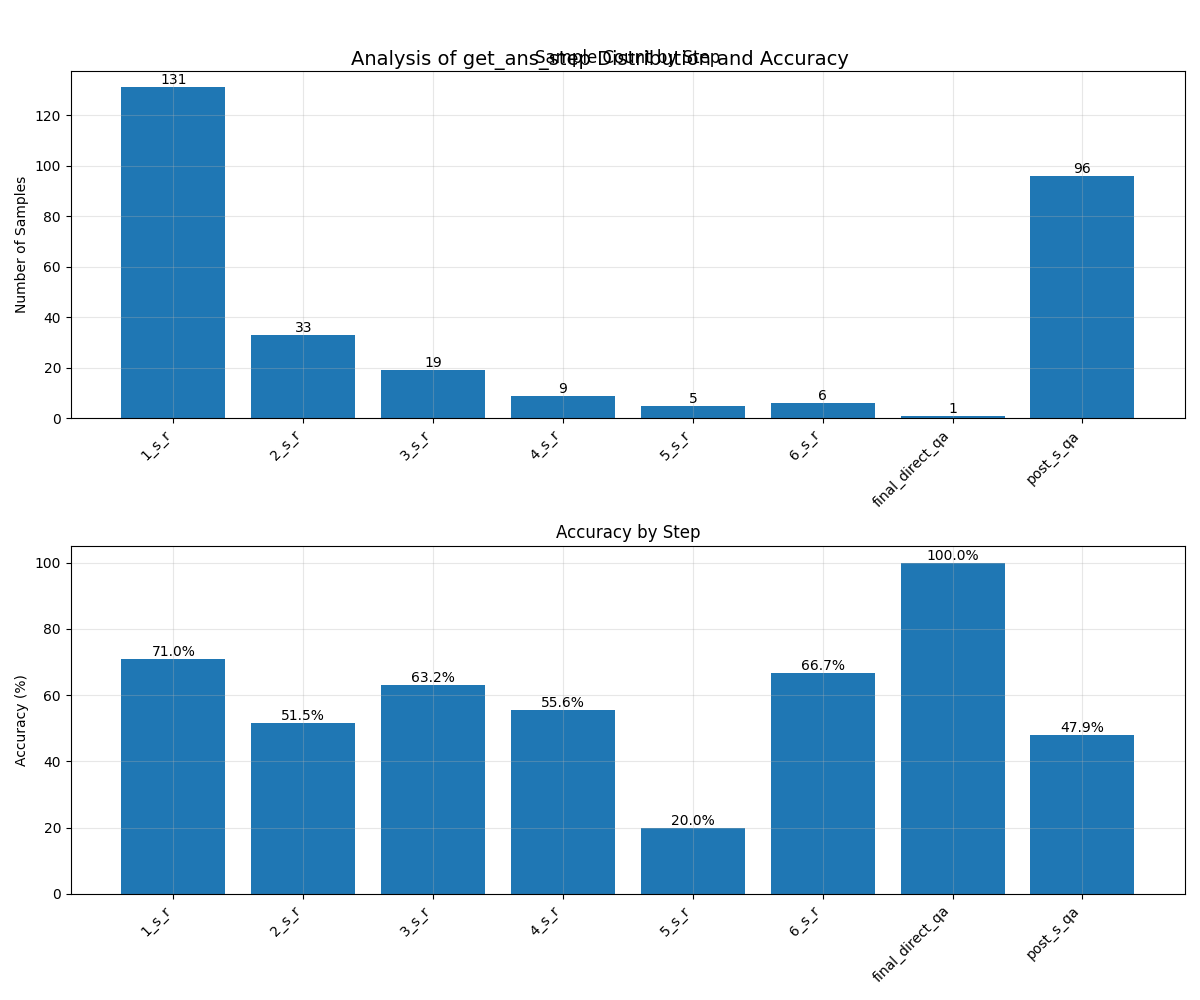 Analysis of get_ans_step Distribution and Accuracy
Sample Count by Step
131
33
19
9
5
6
1
96
120
100
80
60
40
20
0
Number of Samples
1_s_r
2_s_r
3_s_r
4_s_r
5_s_r
6_s_r
final_direct_qa
post_s_qa
Accuracy by Step
71.0%
51.5%
63.2%
55.6%
20.0%
66.7%
100.0%
47.9%
100
80
60
40
20
0
Accuracy (%)
1_s_r
2_s_r
3_s_r
4_s_r
5_s_r
6_s_r
final_direct_qa
post_s_qa